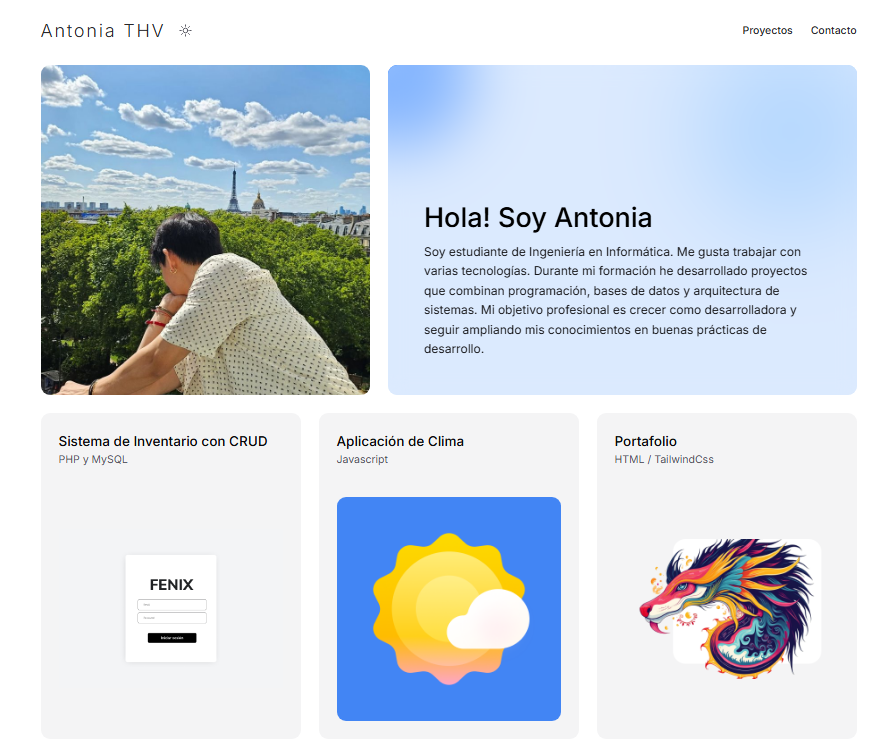 Antonia THV
Proyectos
Contacto
Hola! Soy Antonia
Soy estudiante de Ingeniería en Informática. Me gusta trabajar con
varias tecnologías. Durante mi formación he desarrollado proyectos
que combinan programación, bases de datos y arquitectura de
sistemas. Mi objetivo profesional es crecer como desarrolladora y
seguir ampliando mis conocimientos en buenas prácticas de
desarrollo.
Sistema de Inventario con CRUD
PHP y MySQL
Aplicación de Clima
Javascript
Portafolio
HTML / TailwindCss
FENIX
Iniciar sesión